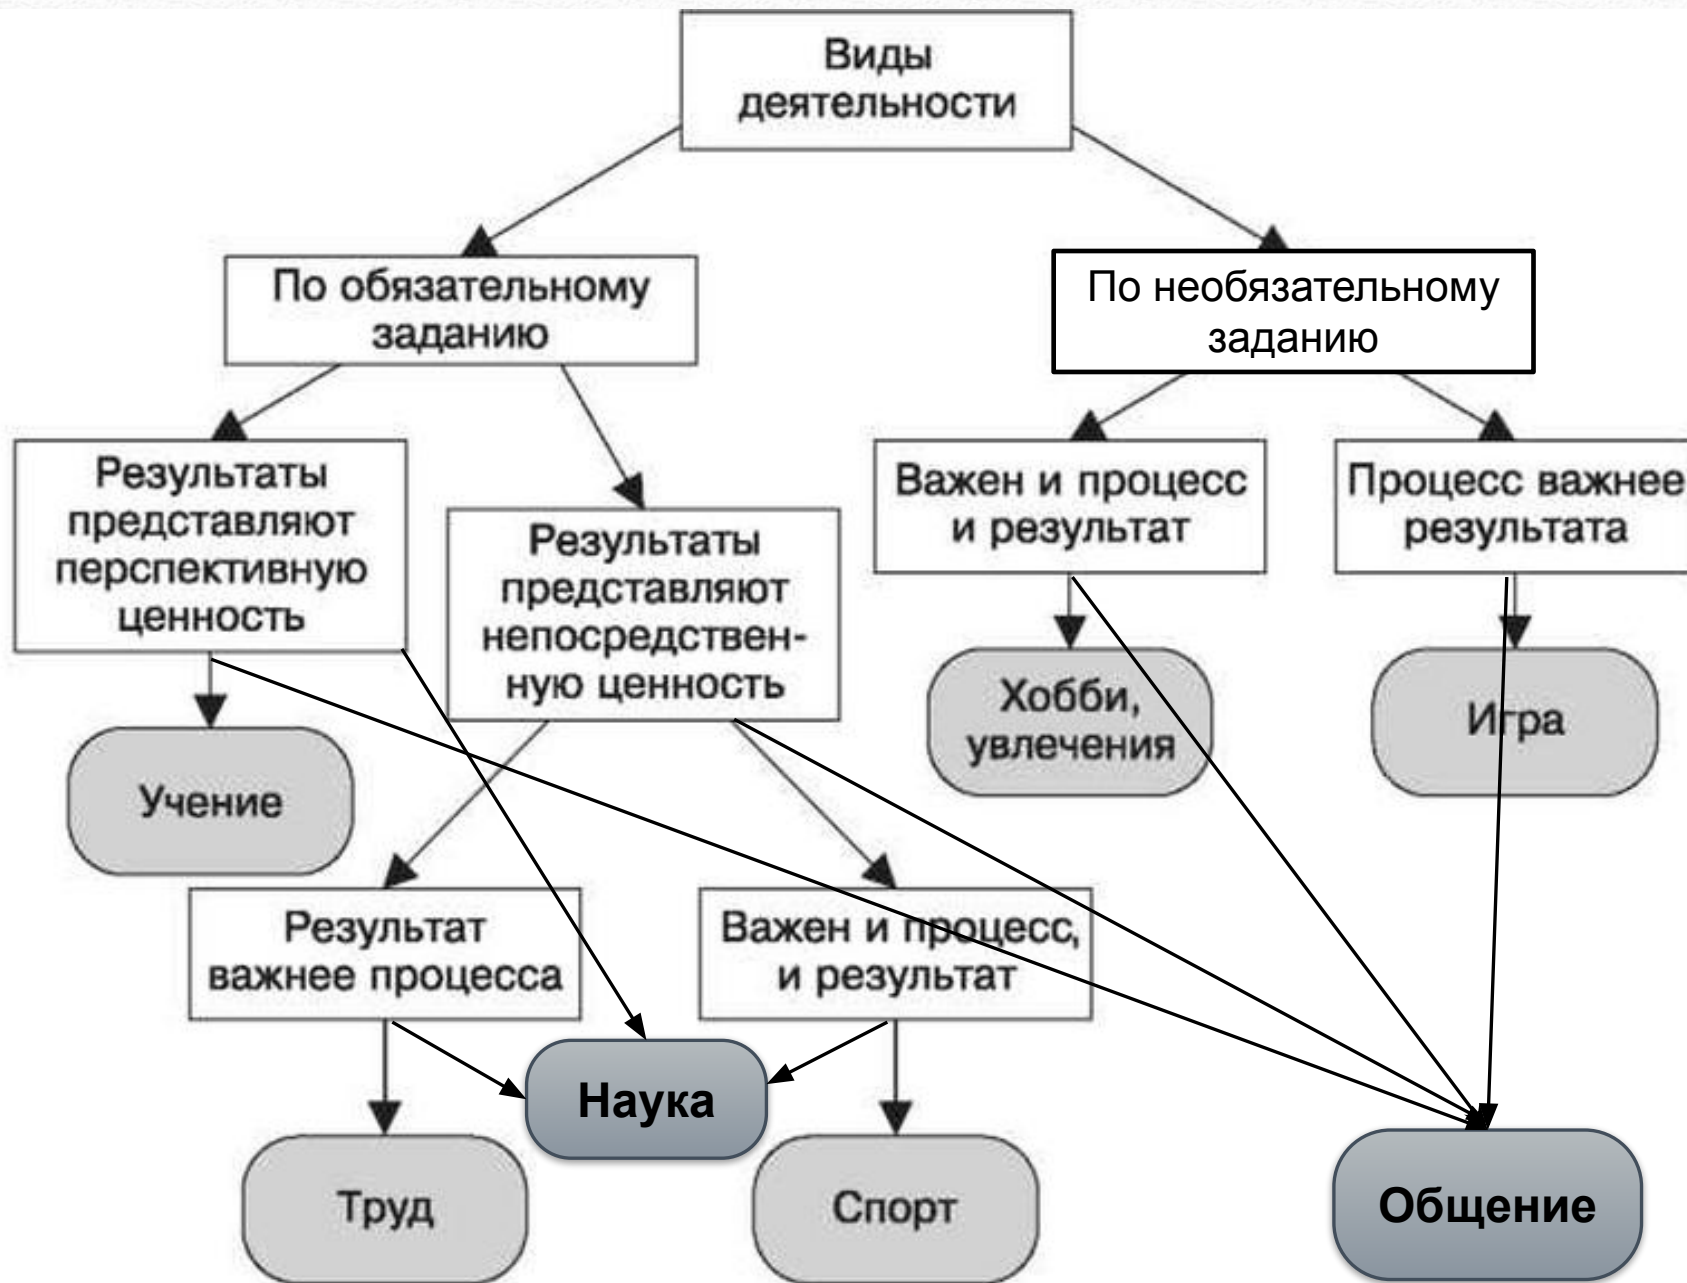 Виды
деятельности
По обязательному
заданию
По необязательному
заданию
Результаты
представляют
перспективную
ценность
Результаты
представляют
непосредствен-
ную ценность
Важен и процесс
и результат
Процесс важнее
результата
Учение
Хобби,
увлечения
Игра
Результат
важнее процесса
Важен и процесс,
и результат
Наука
Труд
Спорт
Общение